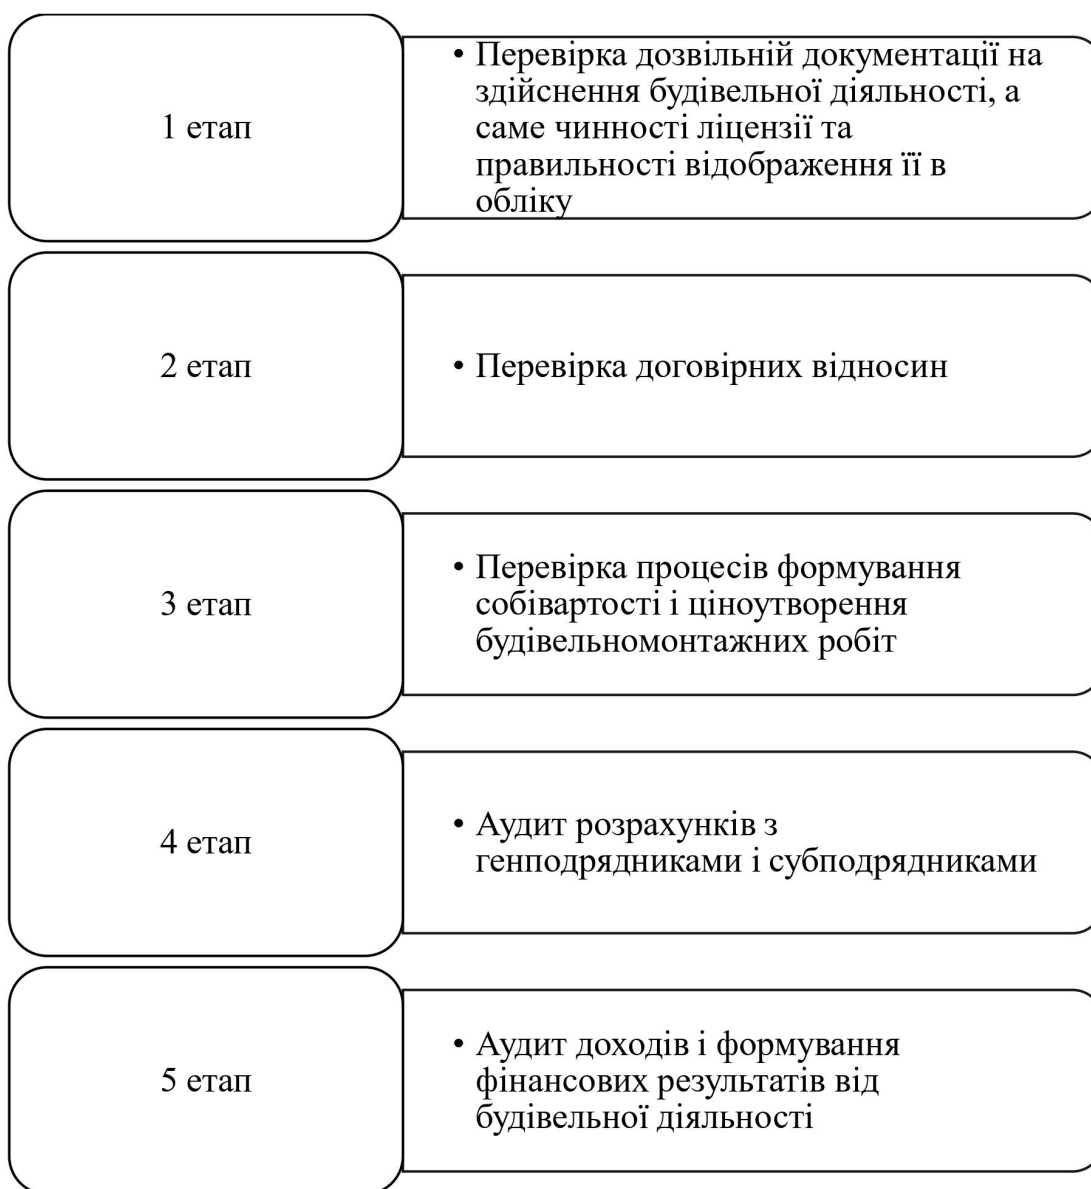 1 етап
• Перевірка дозвільній документації на
здійснення будівельної діяльності, а
саме чинності ліцензії та
правильності відображення її в
обліку
2 етап
• Перевірка договірних відносин
3 етап
• Перевірка процесів формування
собівартості і ціноутворення
будівельномонтажних робіт
4 етап
• Аудит розрахунків з
генподрядниками і субподрядниками
5 етап
• Аудит доходів і формування
фінансових результатів від
будівельної діяльності